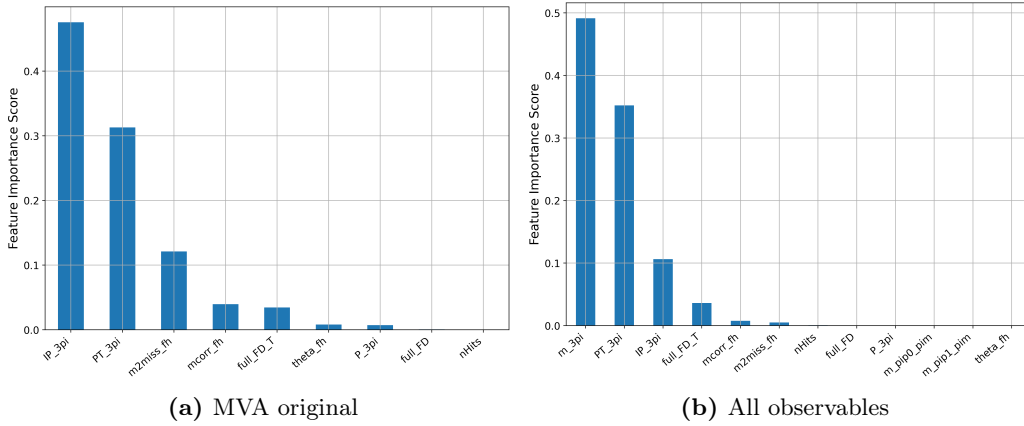 Feature Importance Score
0.4
0.3
0.2
0.1
0.0
IP_3pi
PT_3pi
m2miss_fh
mcorr_fh
full_FD_T
theta_fh
P_3pi
full_FD
nHits
(a) MVA original
Feature Importance Score
0.5
0.4
0.3
0.2
0.1
0.0
m_3pi
PT_3pi
IP_3pi
full_FD_T
mcorr_fh
m2miss_fh
nHits
full_FD
P_3pi
m_pip0_pim
m_pip1_pim
theta_fh
(b) All observables